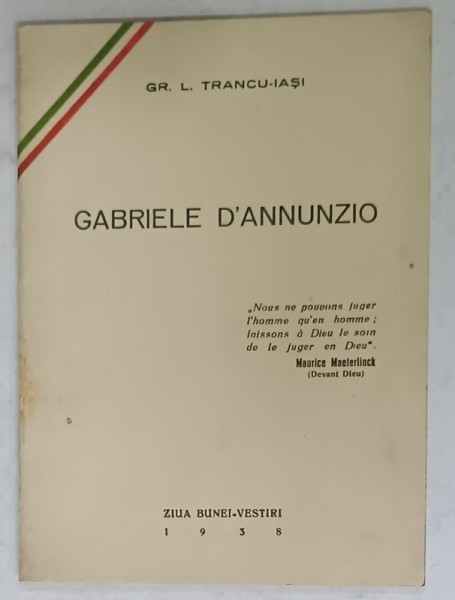 GR. L. TRANCU-IAȘI
GABRIELE D'ANNUNZIO
„Nous ne pouvons juger
l'homme qu'en homme ;
laissons à Dieu le soin
de le juger en Dieu“.
Maurice Maeterlinck
(Devant Dieu)
ZIUA BUNEI-VESTIRI
1 9 3 8